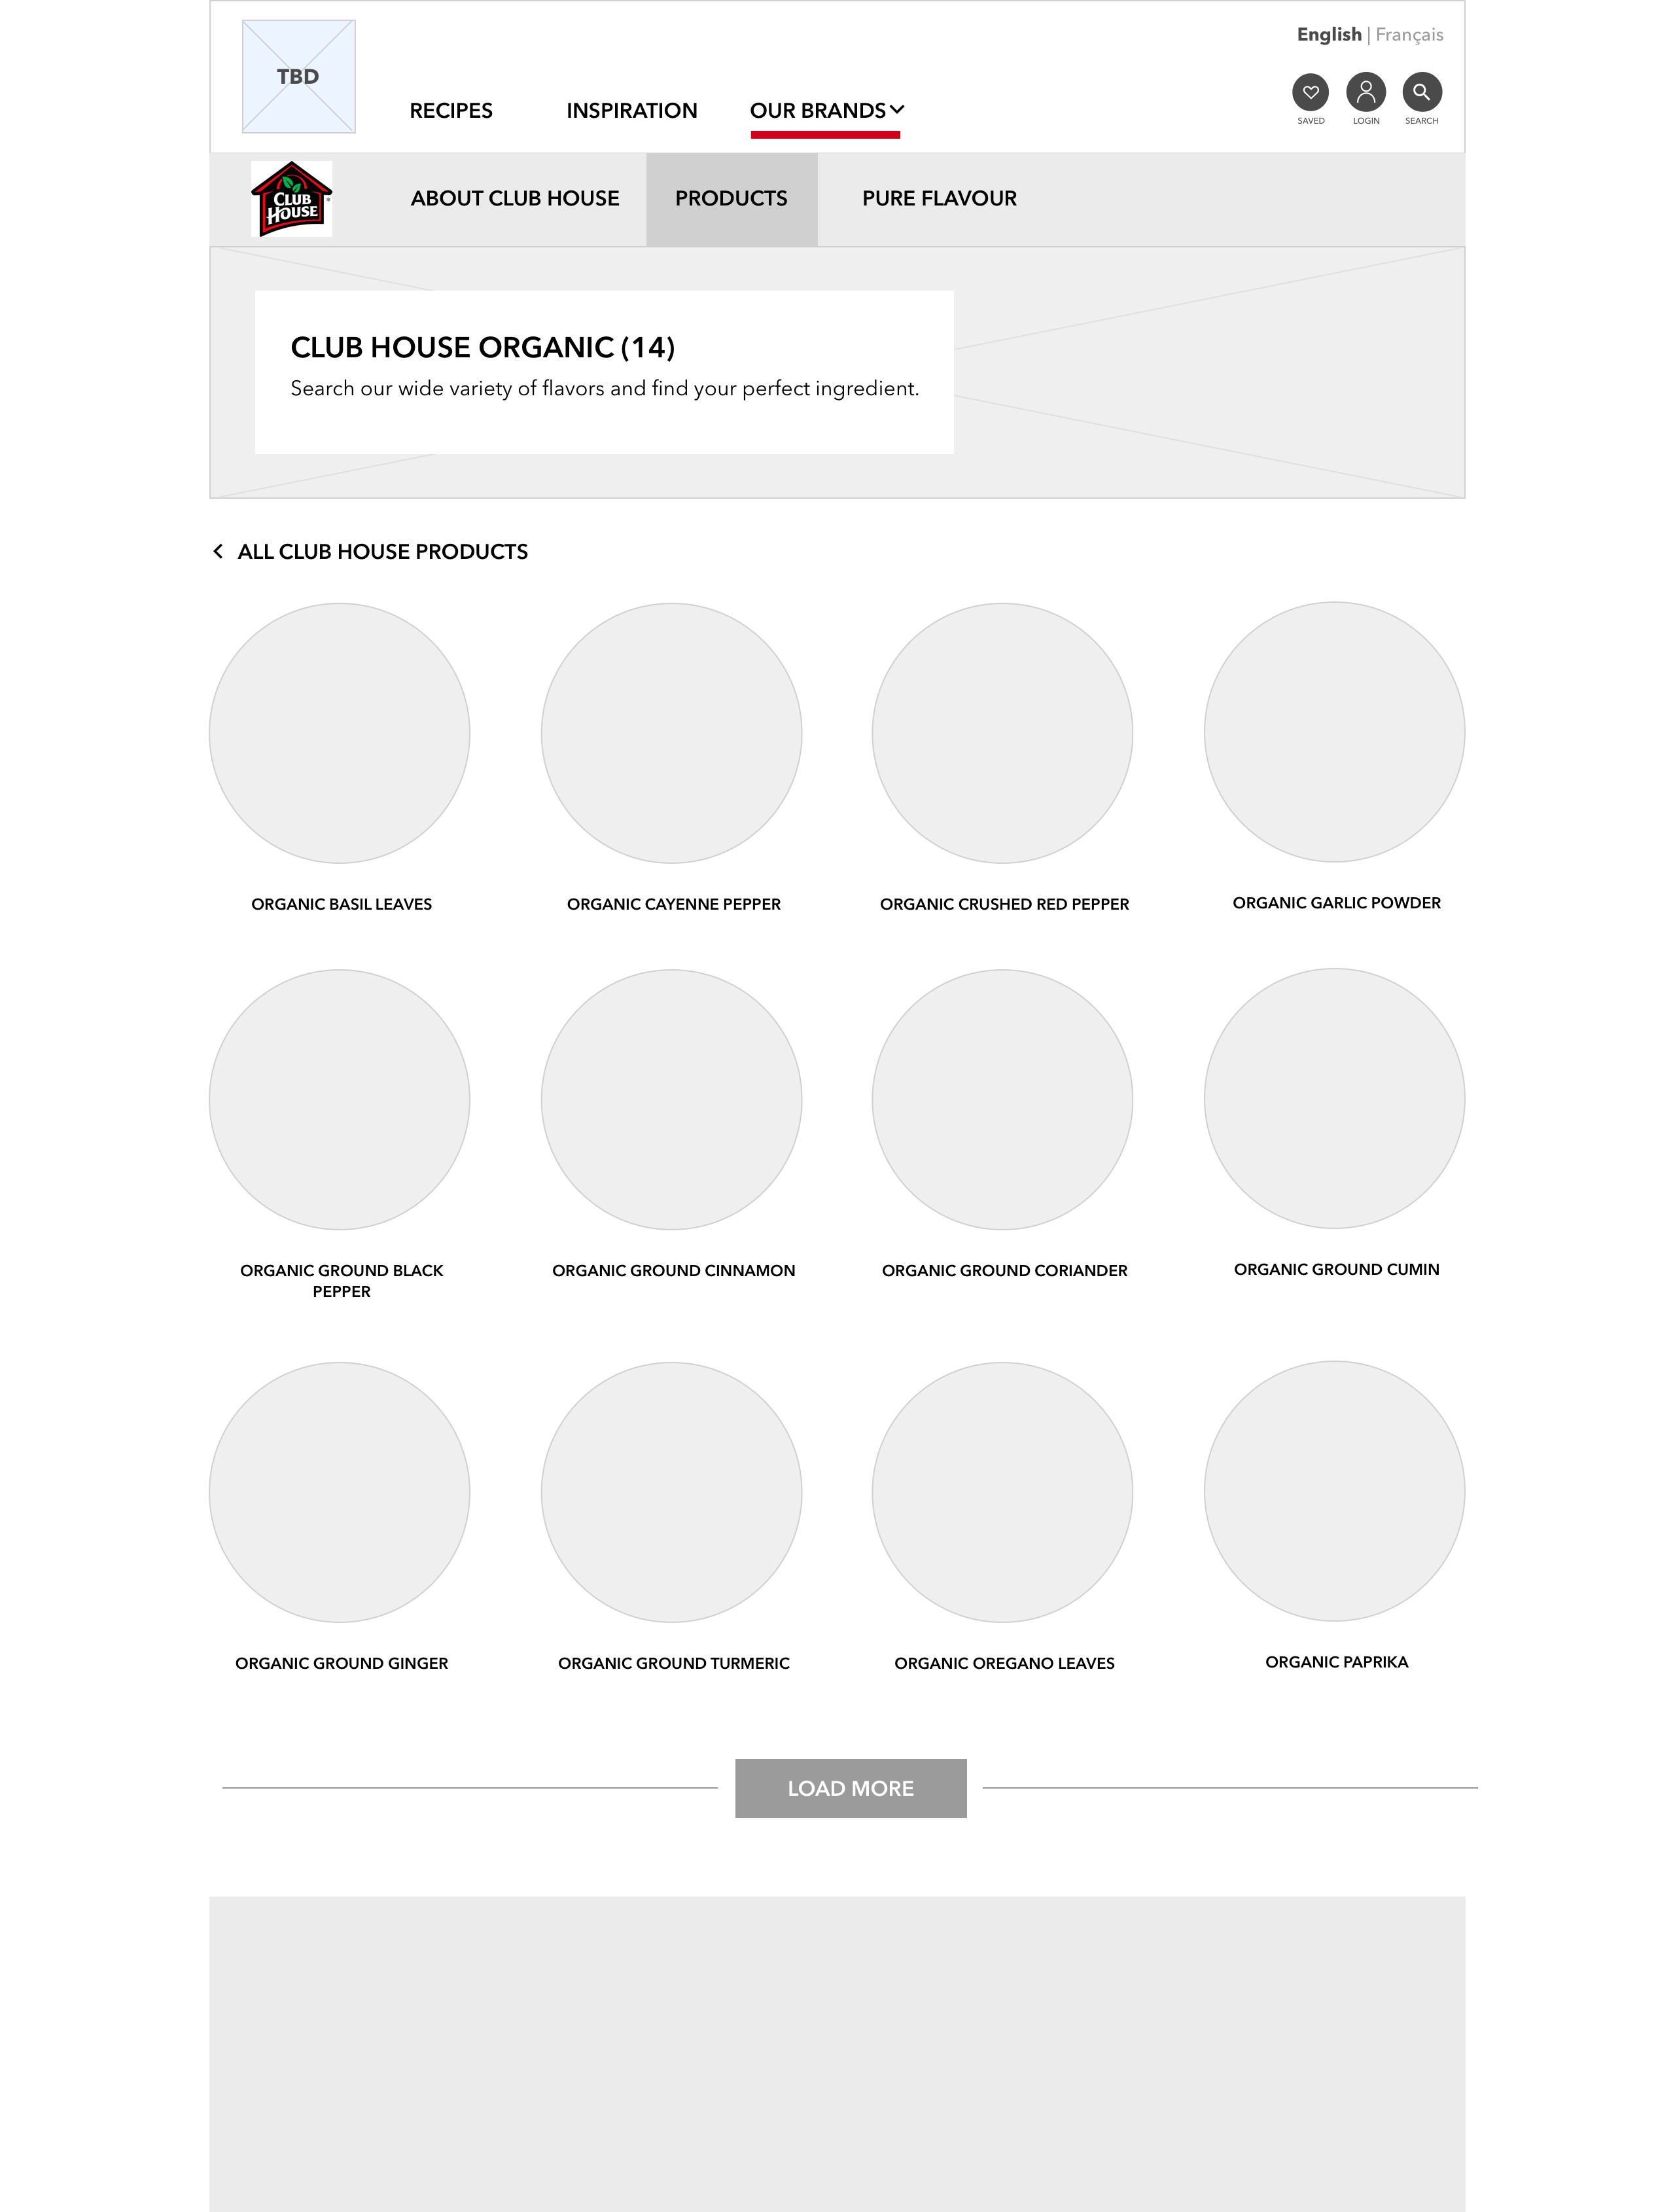 English | Français
TBD
RECIPES
INSPIRATION
OUR BRANDS
SAVED
LOGIN
SEARCH
CLUB
HOUSE
®
ABOUT CLUB HOUSE
PRODUCTS
PURE FLAVOUR
CLUB HOUSE ORGANIC (14)
Search our wide variety of flavors and find your perfect ingredient.
ALL CLUB HOUSE PRODUCTS
ORGANIC BASIL LEAVES
ORGANIC CAYENNE PEPPER
ORGANIC CRUSHED RED PEPPER
ORGANIC GARLIC POWDER
ORGANIC GROUND BLACK
PEPPER
ORGANIC GROUND CINNAMON
ORGANIC GROUND CORIANDER
ORGANIC GROUND CUMIN
ORGANIC GROUND GINGER
ORGANIC GROUND TURMERIC
ORGANIC OREGANO LEAVES
ORGANIC PAPRIKA
LOAD MORE